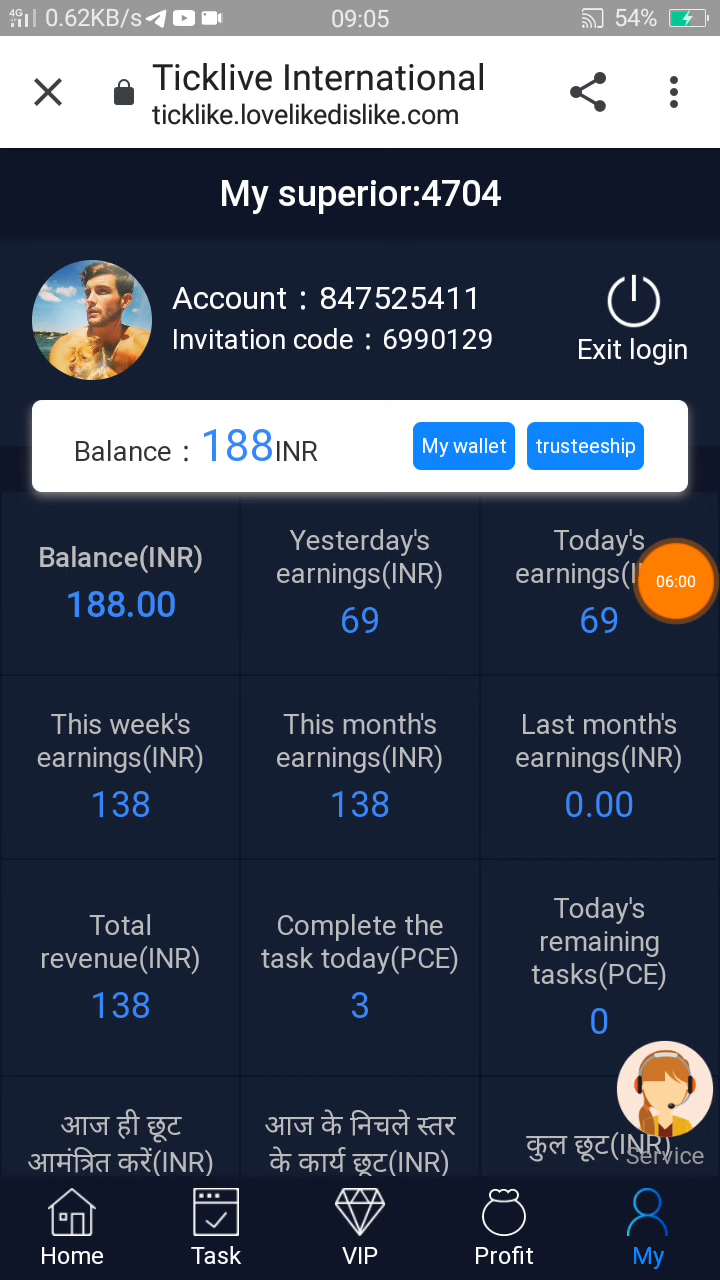 4G 0.62KB/s 09:05 54%
Ticklive International
ticklike.lovelikedislike.com
My superior:4704
Account : 847525411
Invitation code : 6990129
Exit login
Balance : 188INR
My wallet
trusteeship
Balance(INR)
188.00
Yesterday's
earnings(INR)
69
Today's
earnings(I
69
06:00
This week's
earnings(INR)
138
This month's
earnings(INR)
138
Last month's
earnings(INR)
0.00
Total
revenue(INR)
138
Complete the
task today(PCE)
3
Today's
remaining
tasks(PCE)
0
आज ही छूट
आमंत्रित करें(INR)
आज के निचले स्तर
के कार्य छूट(INR)
कुल छूट(INR)
Service
Home
Task
VIP
Profit
My